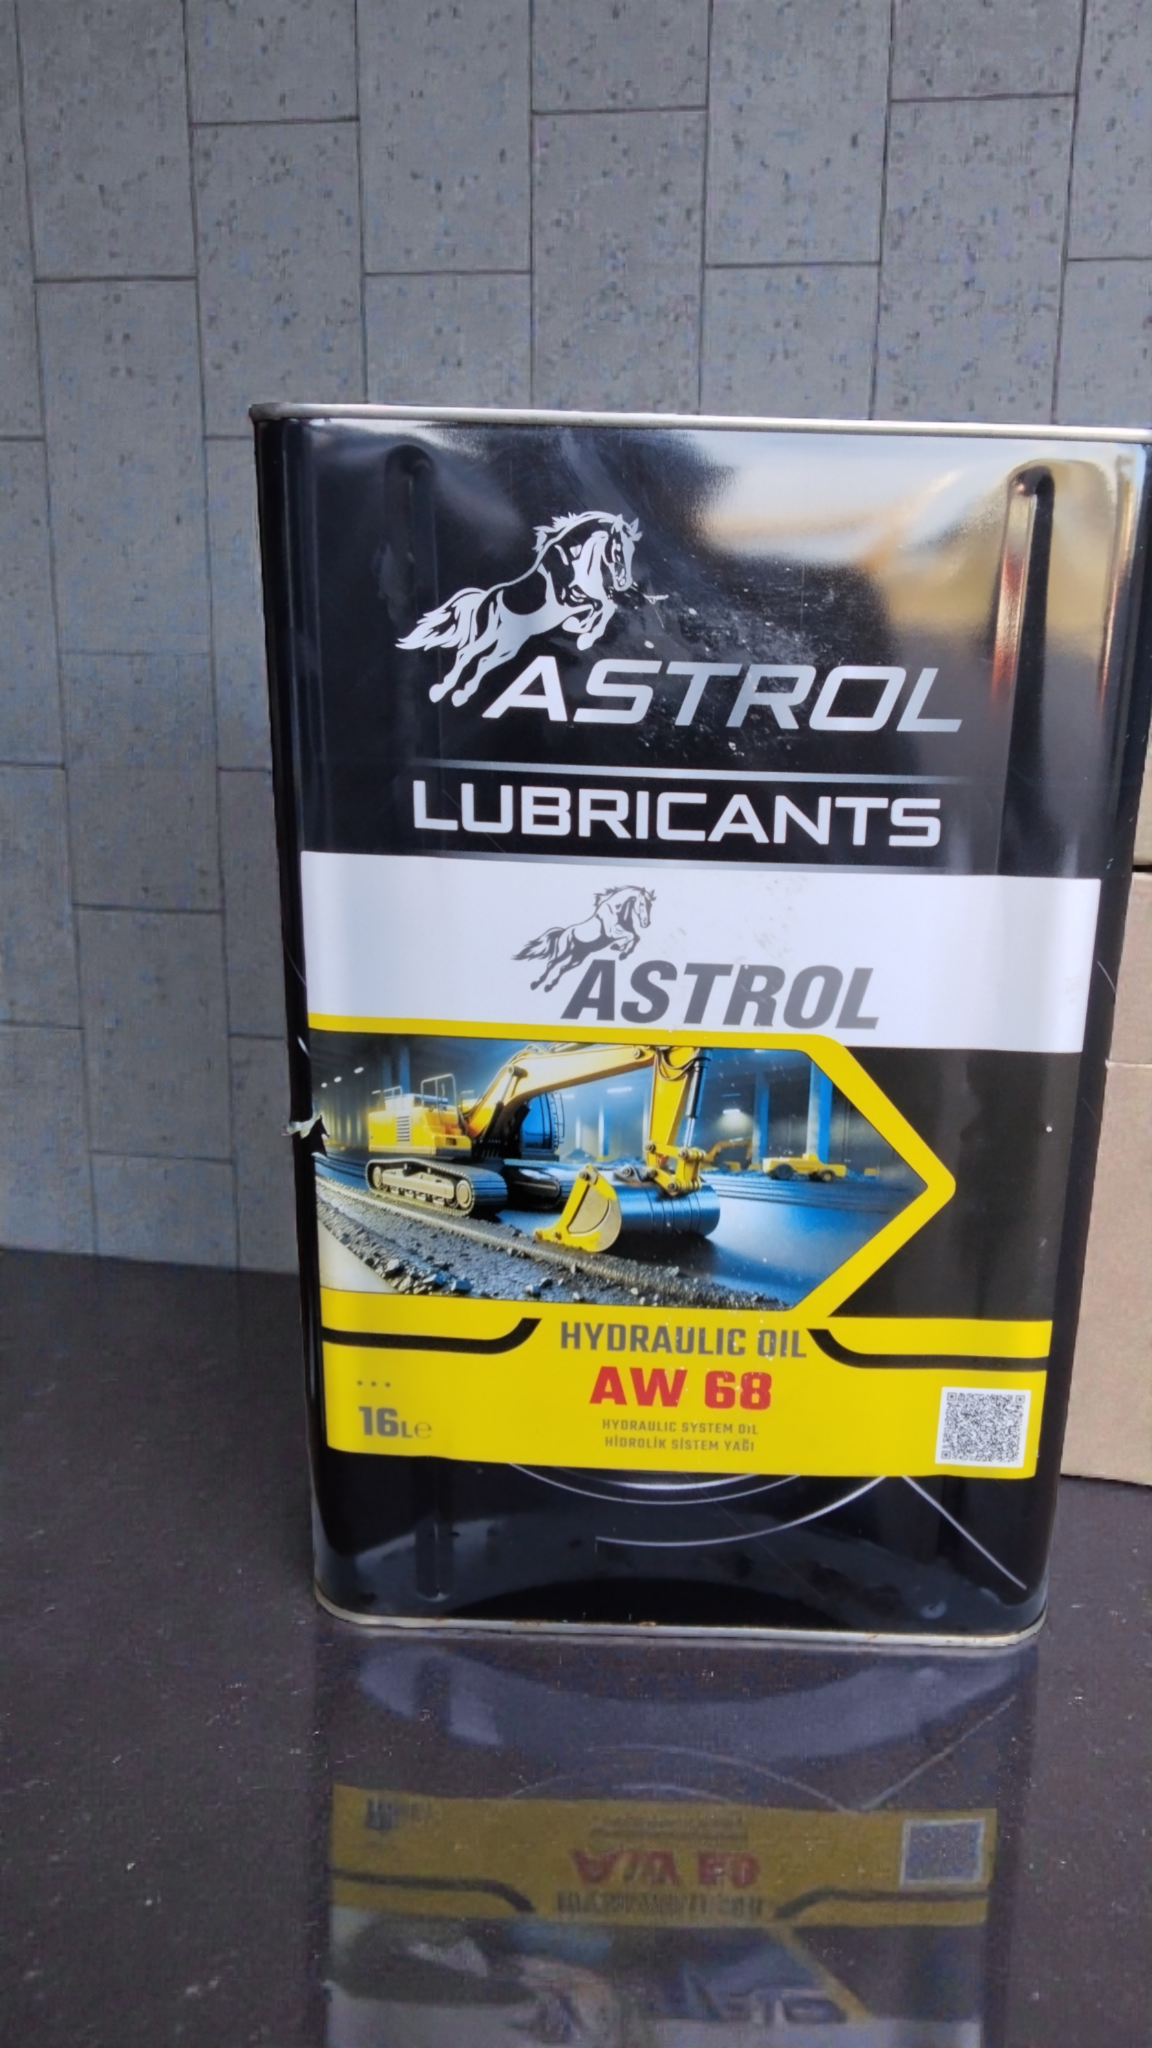 ASTROL
LUBRICANTS
ASTROL
HYDRAULIC OIL
AW 68
16L℮
HYDRAULIC SYSTEM OIL
HİDROLİK SİSTEM YAĞI